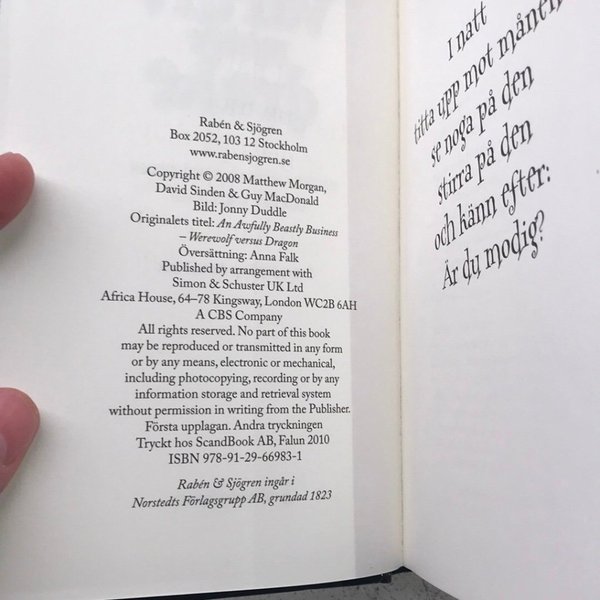 Rabén & Sjögren
Box 2052, 103 12 Stockholm
www.rabensjogren.se
Copyright © 2008 Matthew Morgan,
David Sinden & Guy MacDonald
Bild: Jonny Duddle
Originalets titel: An Awfully Beastly Business
– Werewolf versus Dragon
Översättning: Anna Falk
Published by arrangement with
Simon & Schuster UK Ltd
Africa House, 64–78 Kingsway, London WC2B 6AH
A CBS Company
All rights reserved. No part of this book
may be reproduced or transmitted in any form
or by any means, electronic or mechanical,
including photocopying, recording or by any
information storage and retrieval system
without permission in writing from the Publisher.
Första upplagan. Andra tryckningen
Tryckt hos ScandBook AB, Falun 2010
ISBN 978-91-29-66983-1
Rabén & Sjögren ingår i
Norstedts Förlagsgrupp AB, grundad 1823
I natt
titta upp mot månen
se noga på den
stirra på den
och känn efter:
Är du modig?